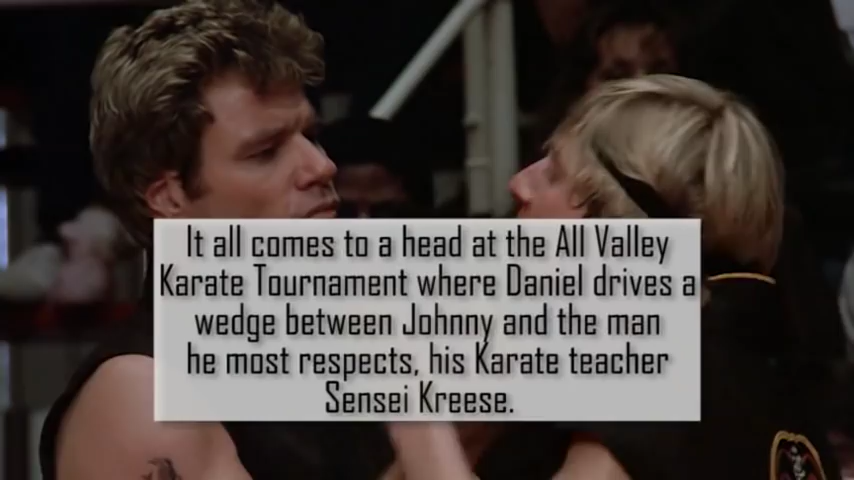 It all comes to a head at the All Valley
Karate Tournament where Daniel drives a
wedge between Johnny and the man
he most respects, his Karate teacher
Sensei Kreese.